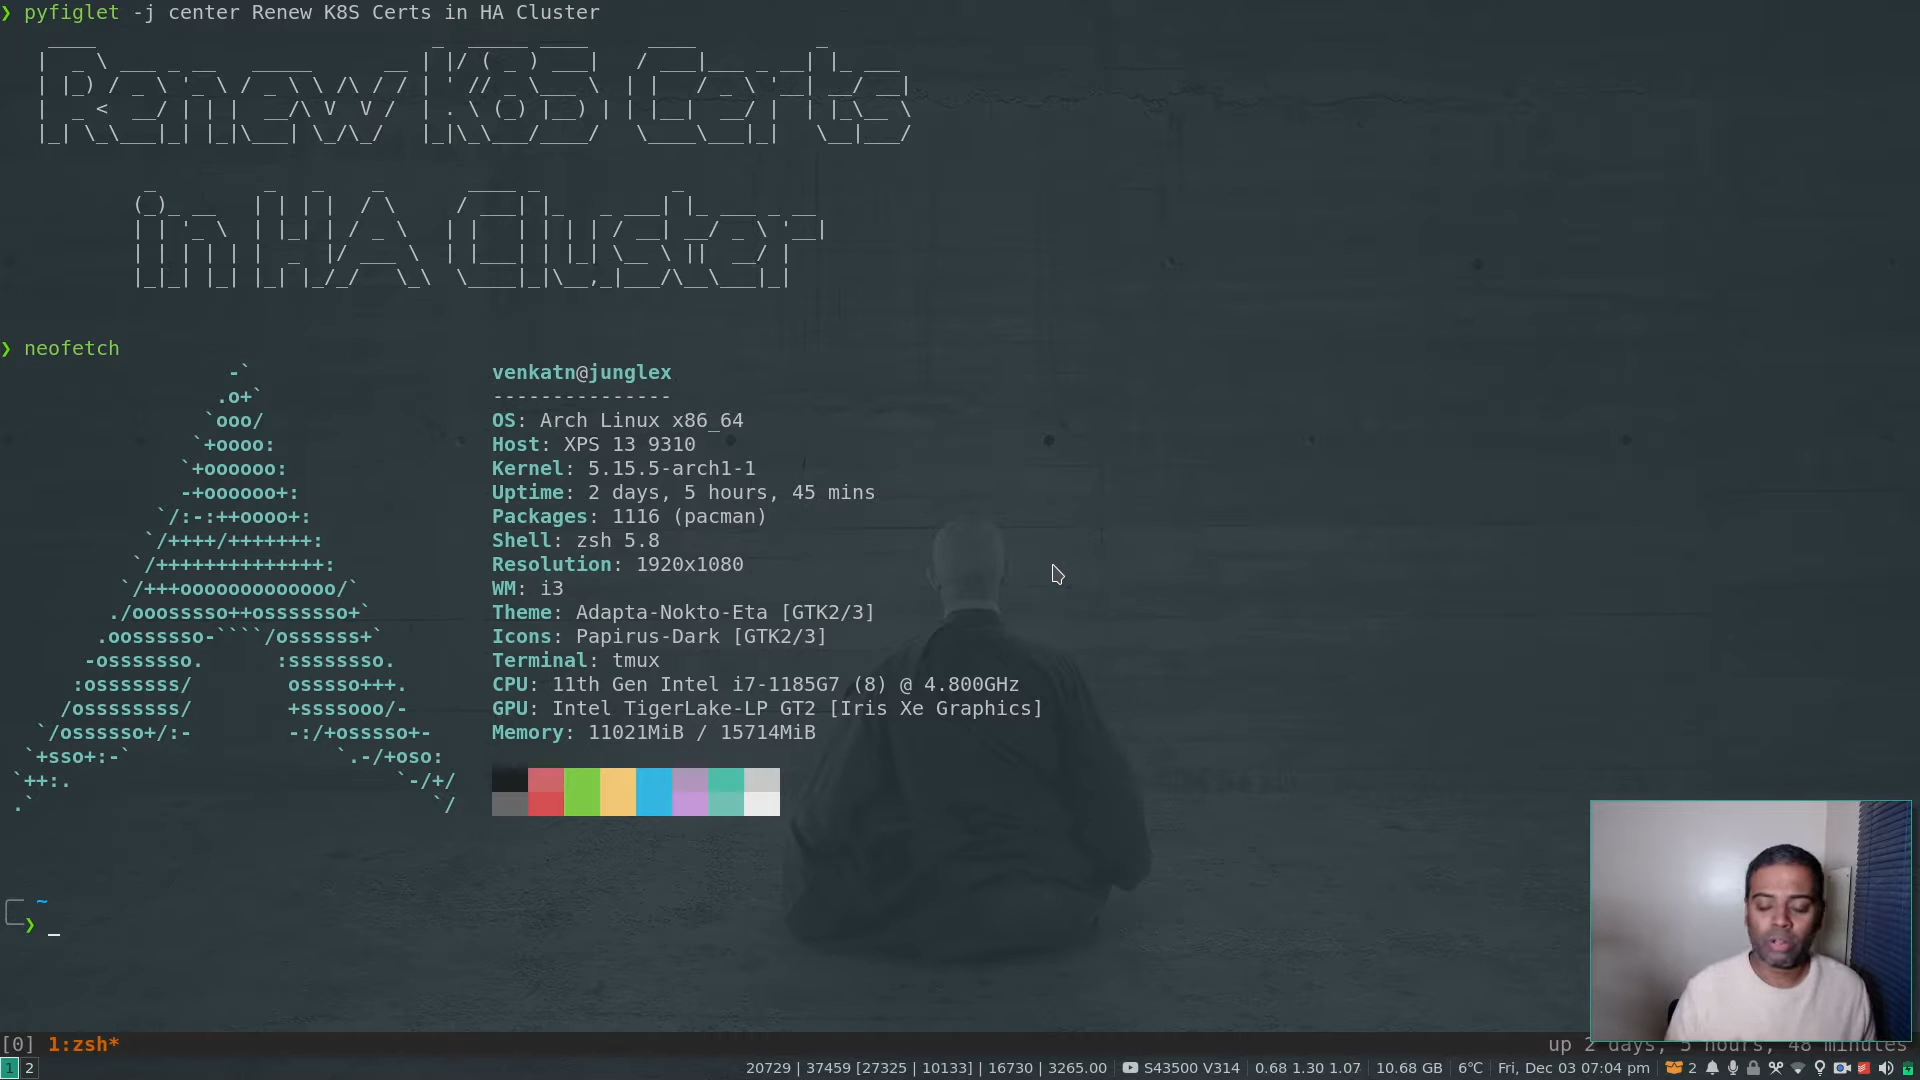 ❯ pyfiglet -j center Renew K8S Certs in HA Cluster
Renew K8S Certs
in HA Cluster
❯ neofetch
venkatn@junglex
---------------
OS: Arch Linux x86_64
Host: XPS 13 9310
Kernel: 5.15.5-arch1-1
Uptime: 2 days, 5 hours, 45 mins
Packages: 1116 (pacman)
Shell: zsh 5.8
Resolution: 1920x1080
WM: i3
Theme: Adapta-Nokto-Eta [GTK2/3]
Icons: Papirus-Dark [GTK2/3]
Terminal: tmux
CPU: 11th Gen Intel i7-1185G7 (8) @ 4.800GHz
GPU: Intel TigerLake-LP GT2 [Iris Xe Graphics]
Memory: 11021MiB / 15714MiB
~
❯ _
[0] 1:zsh*
up 2 days, 5 hours, 48 minutes
1 2
20729 | 37459 [27325 | 10133] | 16730 | 3265.00 | S43500 V314 | 0.68 1.30 1.07 | 10.68 GB | 6℃ | Fri, Dec 03 07:04 pm | 2